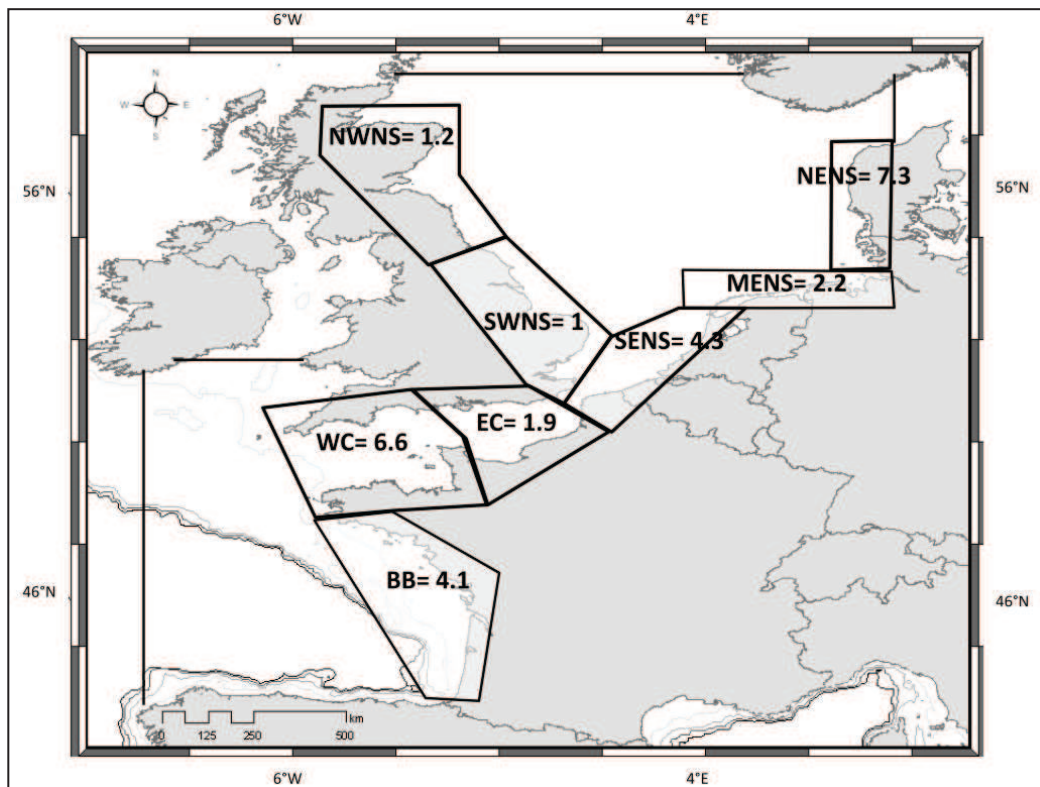 6°W 4°E
N
W E
S
NWNS= 1.2
NENS= 7.3
56°N 56°N
MENS= 2.2
SWNS= 1
SENS= 4.3
EC= 1.9
WC= 6.6
BB= 4.1
46°N 46°N
km
0 125 250 500
6°W 4°E